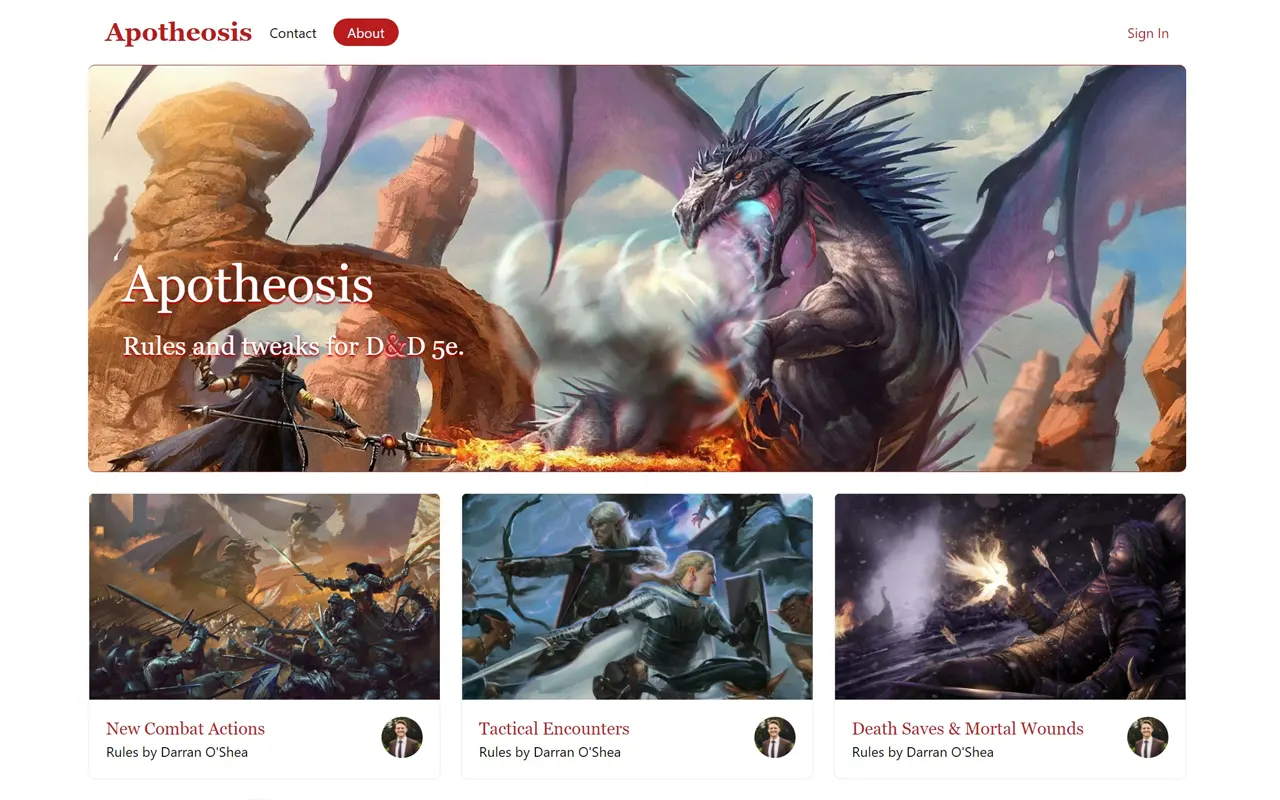 Apotheosis Contact About Sign In
Apotheosis
Rules and tweaks for D&D 5e.
New Combat Actions
Rules by Darran O'Shea
Tactical Encounters
Rules by Darran O'Shea
Death Saves & Mortal Wounds
Rules by Darran O'Shea